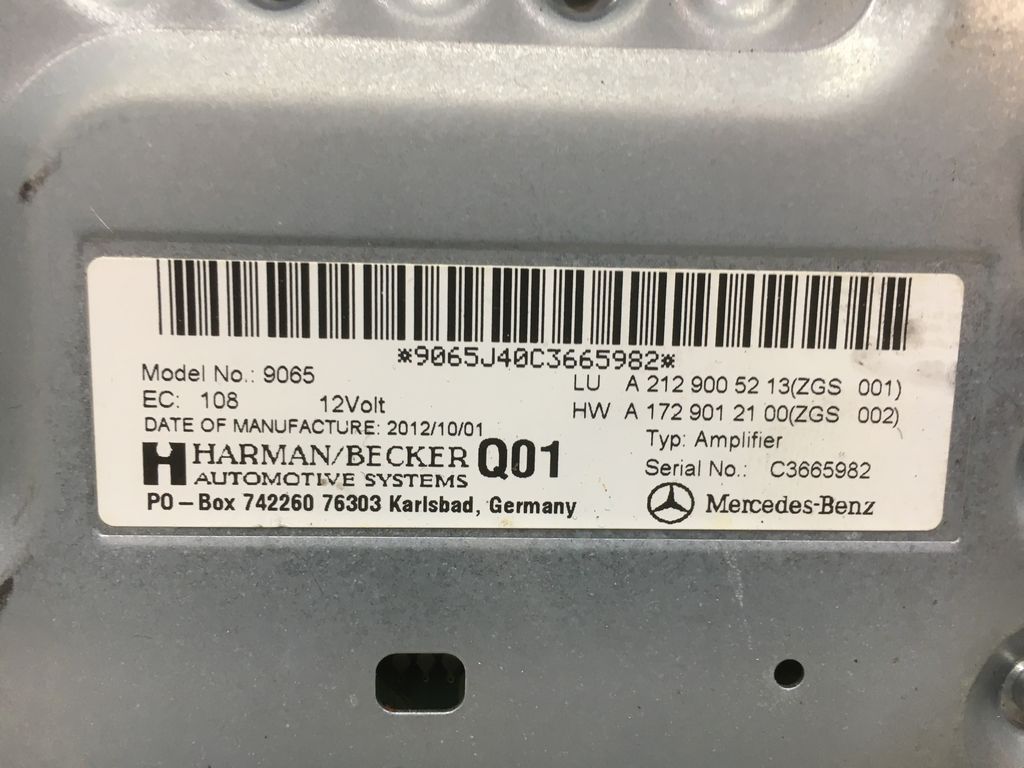 *9065J40C3665982*
Model No.: 9065
LU A 212 900 52 13(ZGS 001)
EC: 108 12Volt
HW A 172 901 21 00(ZGS 002)
DATE OF MANUFACTURE: 2012/10/01
Typ: Amplifier
HARMAN/BECKER Q01
AUTOMOTIVE SYSTEMS
Serial No.: C3665982
PO-Box 742260 76303 Karlsbad, Germany
Mercedes-Benz